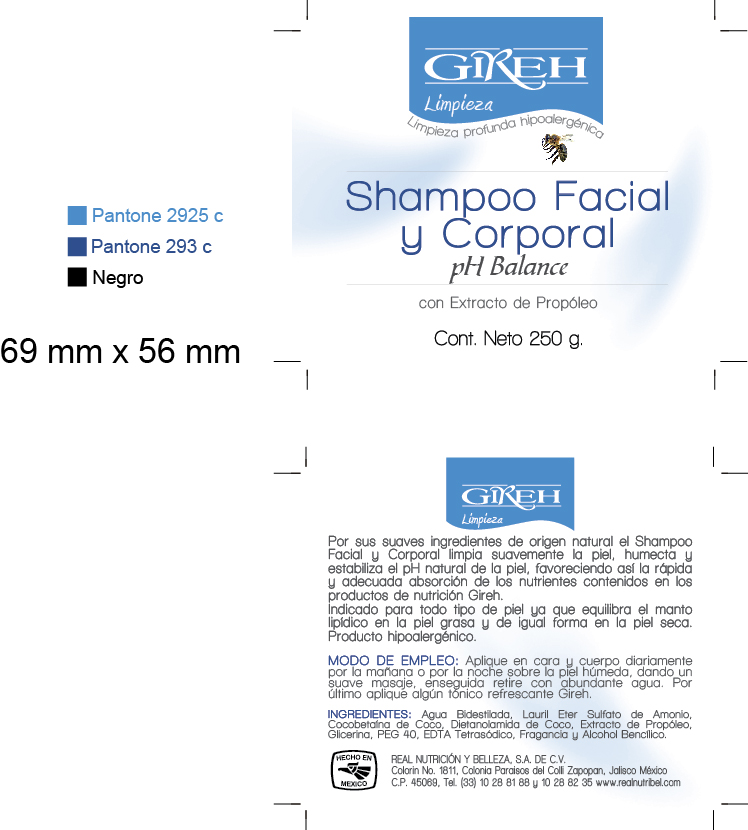 GIREH
Limpieza
Limpieza profunda hipoalergénica
Shampoo Facial
y Corporal
pH Balance
con Extracto de Propóleo
Cont. Neto 250 g.
Pantone 2925 c
Pantone 293 c
Negro
69 mm x 56 mm
GIREH
Limpieza
Por sus suaves ingredientes de origen natural el Shampoo
Facial y Corporal limpia suavemente la piel, humecta y
estabiliza el pH natural de la piel, favoreciendo así la rápida
y adecuada absorción de los nutrientes contenidos en los
productos de nutrición Gireh.
Indicado para todo tipo de piel ya que equilibra el manto
lipídico en la piel grasa y de igual forma en la piel seca.
Producto hipoalergénico.
MODO DE EMPLEO: Aplique en cara y cuerpo diariamente
por la mañana o por la noche sobre la piel húmeda, dando un
suave masaje, enseguida retire con abundante agua. Por
último aplique algún tónico refrescante Gireh.
INGREDIENTES: Agua Bidestilada, Lauril Eter Sulfato de Amonio,
Cocobetaína de Coco, Dietanolamida de Coco, Extracto de Propóleo,
Glicerina, PEG 40, EDTA Tetrasódico, Fragancia y Alcohol Bencílico.
HECHO EN
MEXICO
REAL NUTRICIÓN Y BELLEZA, S.A. DE C.V.
Colorin No. 1811, Colonia Paraisos del Colli Zapopan, Jalisco México
C.P. 45069, Tel. (33) 10 28 81 88 y 10 28 82 35 www.realnutribel.com